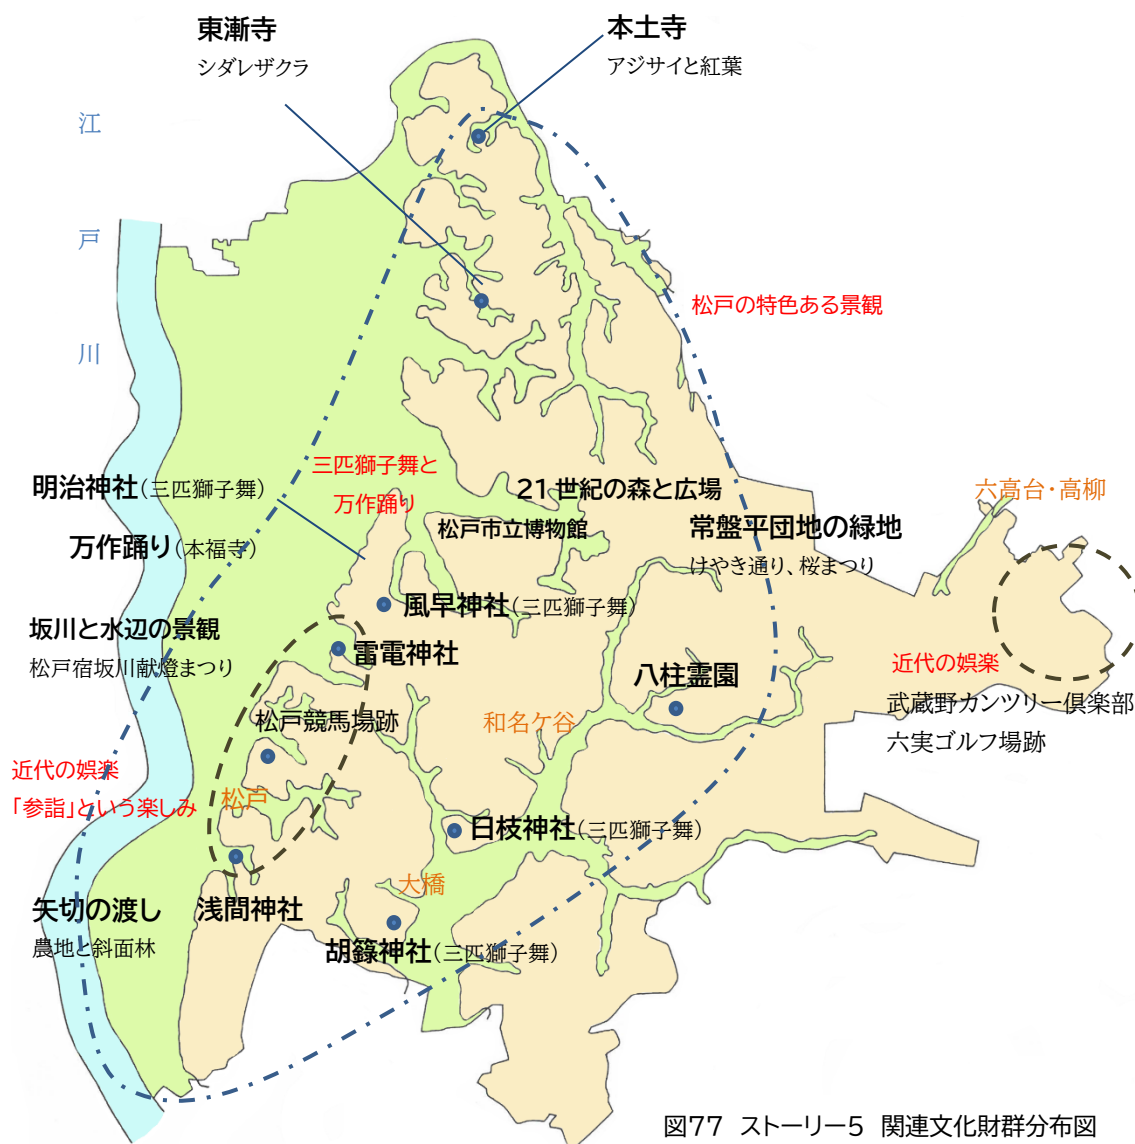 東漸寺
シダレザクラ
本土寺
アジサイと紅葉
江
戸
川
松戸の特色ある景観
三匹獅子舞と
万作踊り
明治神社(三匹獅子舞)
万作踊り(本福寺)
坂川と水辺の景観
松戸宿坂川献燈まつり
21世紀の森と広場
松戸市立博物館
常盤平団地の緑地
けやき通り、桜まつり
六高台・高柳
風早神社(三匹獅子舞)
雷電神社
八柱霊園
近代の娯楽
武蔵野カンツリー倶楽部
六実ゴルフ場跡
松戸競馬場跡
和名ケ谷
近代の娯楽
「参詣」という楽しみ
松戸
日枝神社(三匹獅子舞)
大橋
矢切の渡し
農地と斜面林
浅間神社
胡籙神社(三匹獅子舞)
図77 ストーリー5 関連文化財群分布図